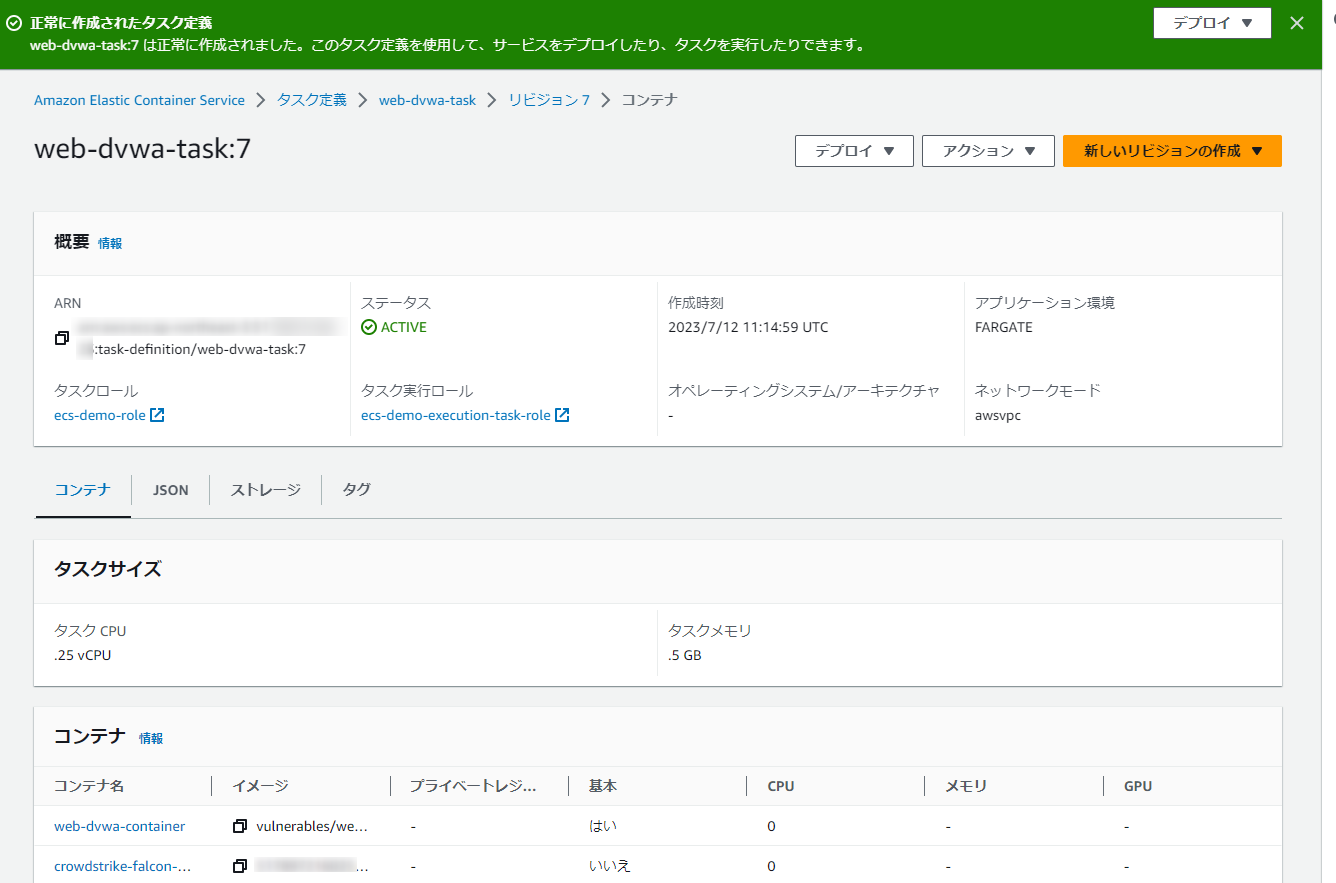 正常に作成されたタスク定義
web-dvwa-task:7 は正常に作成されました。このタスク定義を使用して、サービスをデプロイしたり、タスクを実行したりできます。
デプロイ ▼
Amazon Elastic Container Service > タスク定義 > web-dvwa-task > リビジョン 7 > コンテナ
web-dvwa-task:7
デプロイ ▼ アクション ▼ 新しいリビジョンの作成 ▼
概要 情報
ARN
:task-definition/web-dvwa-task:7
ステータス
ACTIVE
作成時刻
2023/7/12 11:14:59 UTC
アプリケーション環境
FARGATE
タスクロール
ecs-demo-role
タスク実行ロール
ecs-demo-execution-task-role
オペレーティングシステム/アーキテクチャ
-
ネットワークモード
awsvpc
コンテナ JSON ストレージ タグ
タスクサイズ
タスク CPU
.25 vCPU
タスクメモリ
.5 GB
コンテナ 情報
コンテナ名 イメージ プライベートレジ... 基本 CPU メモリ GPU
web-dvwa-container vulnerables/we... - はい 0 - -
crowdstrike-falcon-... ... - いいえ 0 - -